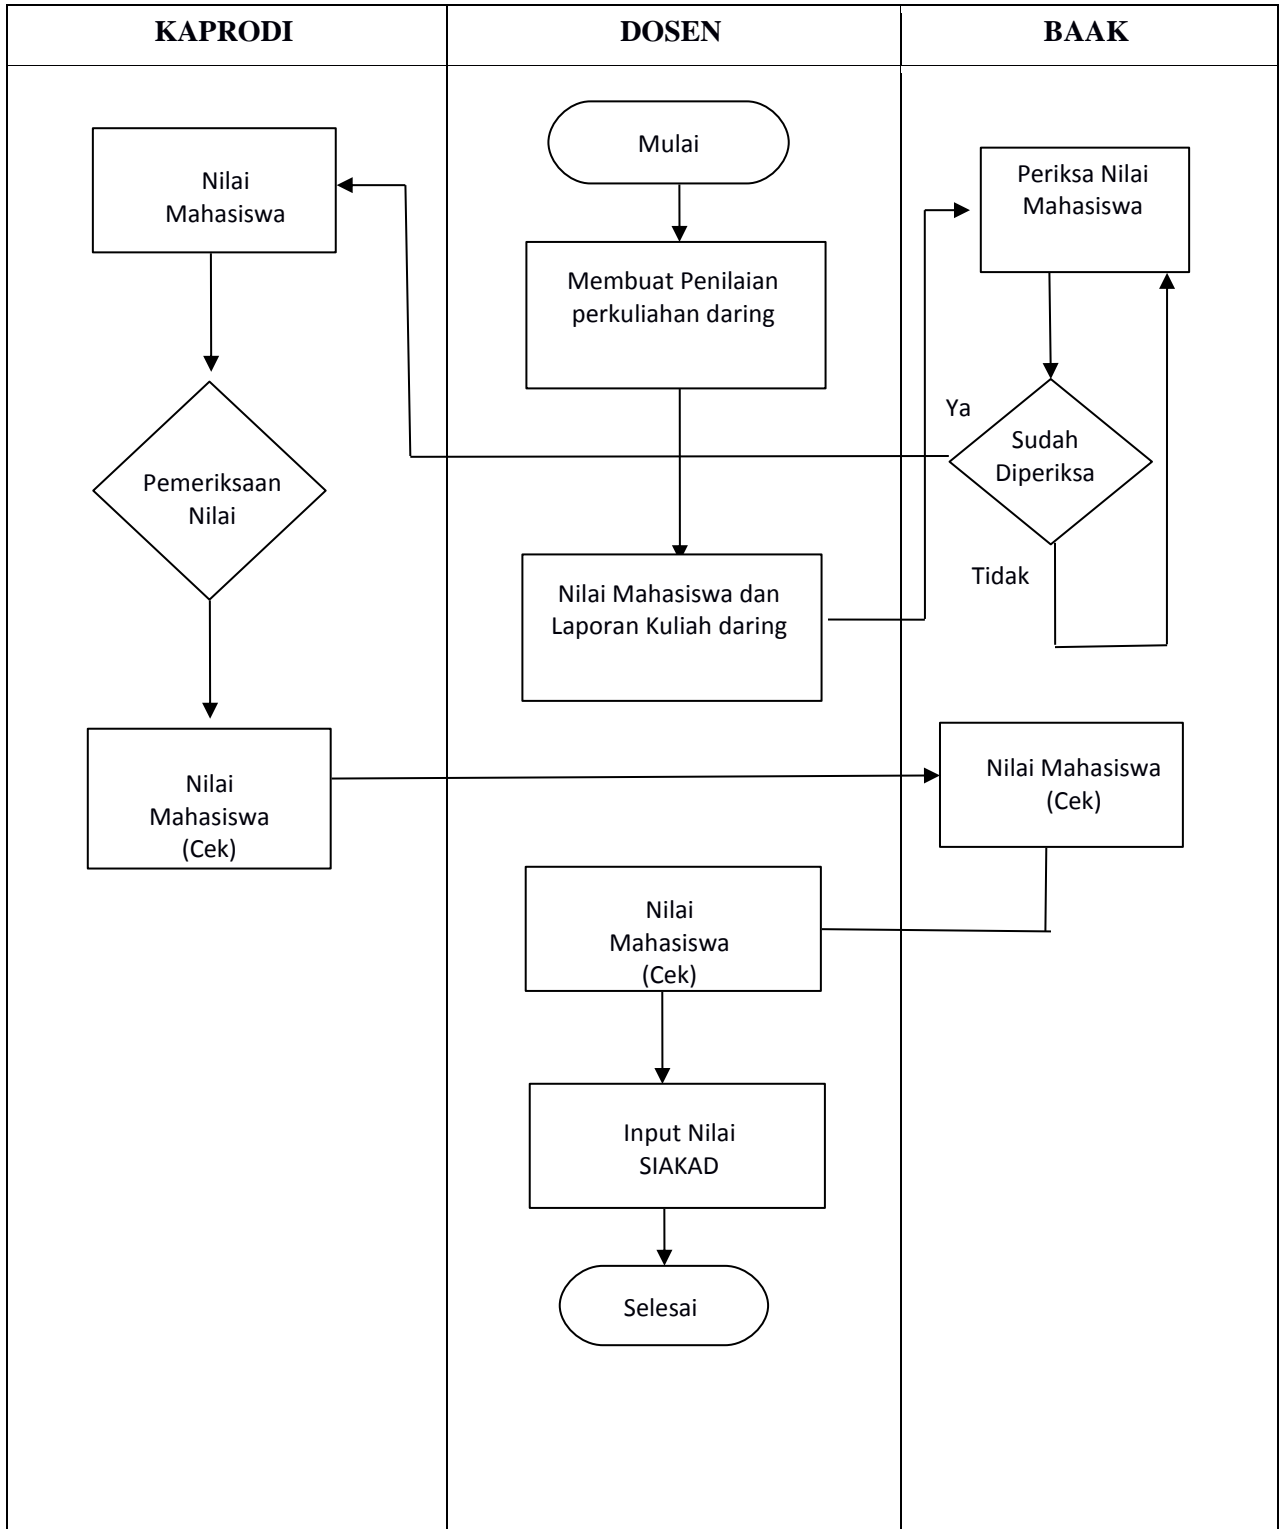 KAPRODI
DOSEN
BAAK
Nilai
Mahasiswa
Pemeriksaan
Nilai
Nilai
Mahasiswa
(Cek)
Mulai
Membuat Penilaian
perkuliahan daring
Nilai Mahasiswa dan
Laporan Kuliah daring
Nilai
Mahasiswa
(Cek)
Input Nilai
SIAKAD
Selesai
Periksa Nilai
Mahasiswa
Ya
Sudah
Diperiksa
Tidak
Nilai Mahasiswa
(Cek)